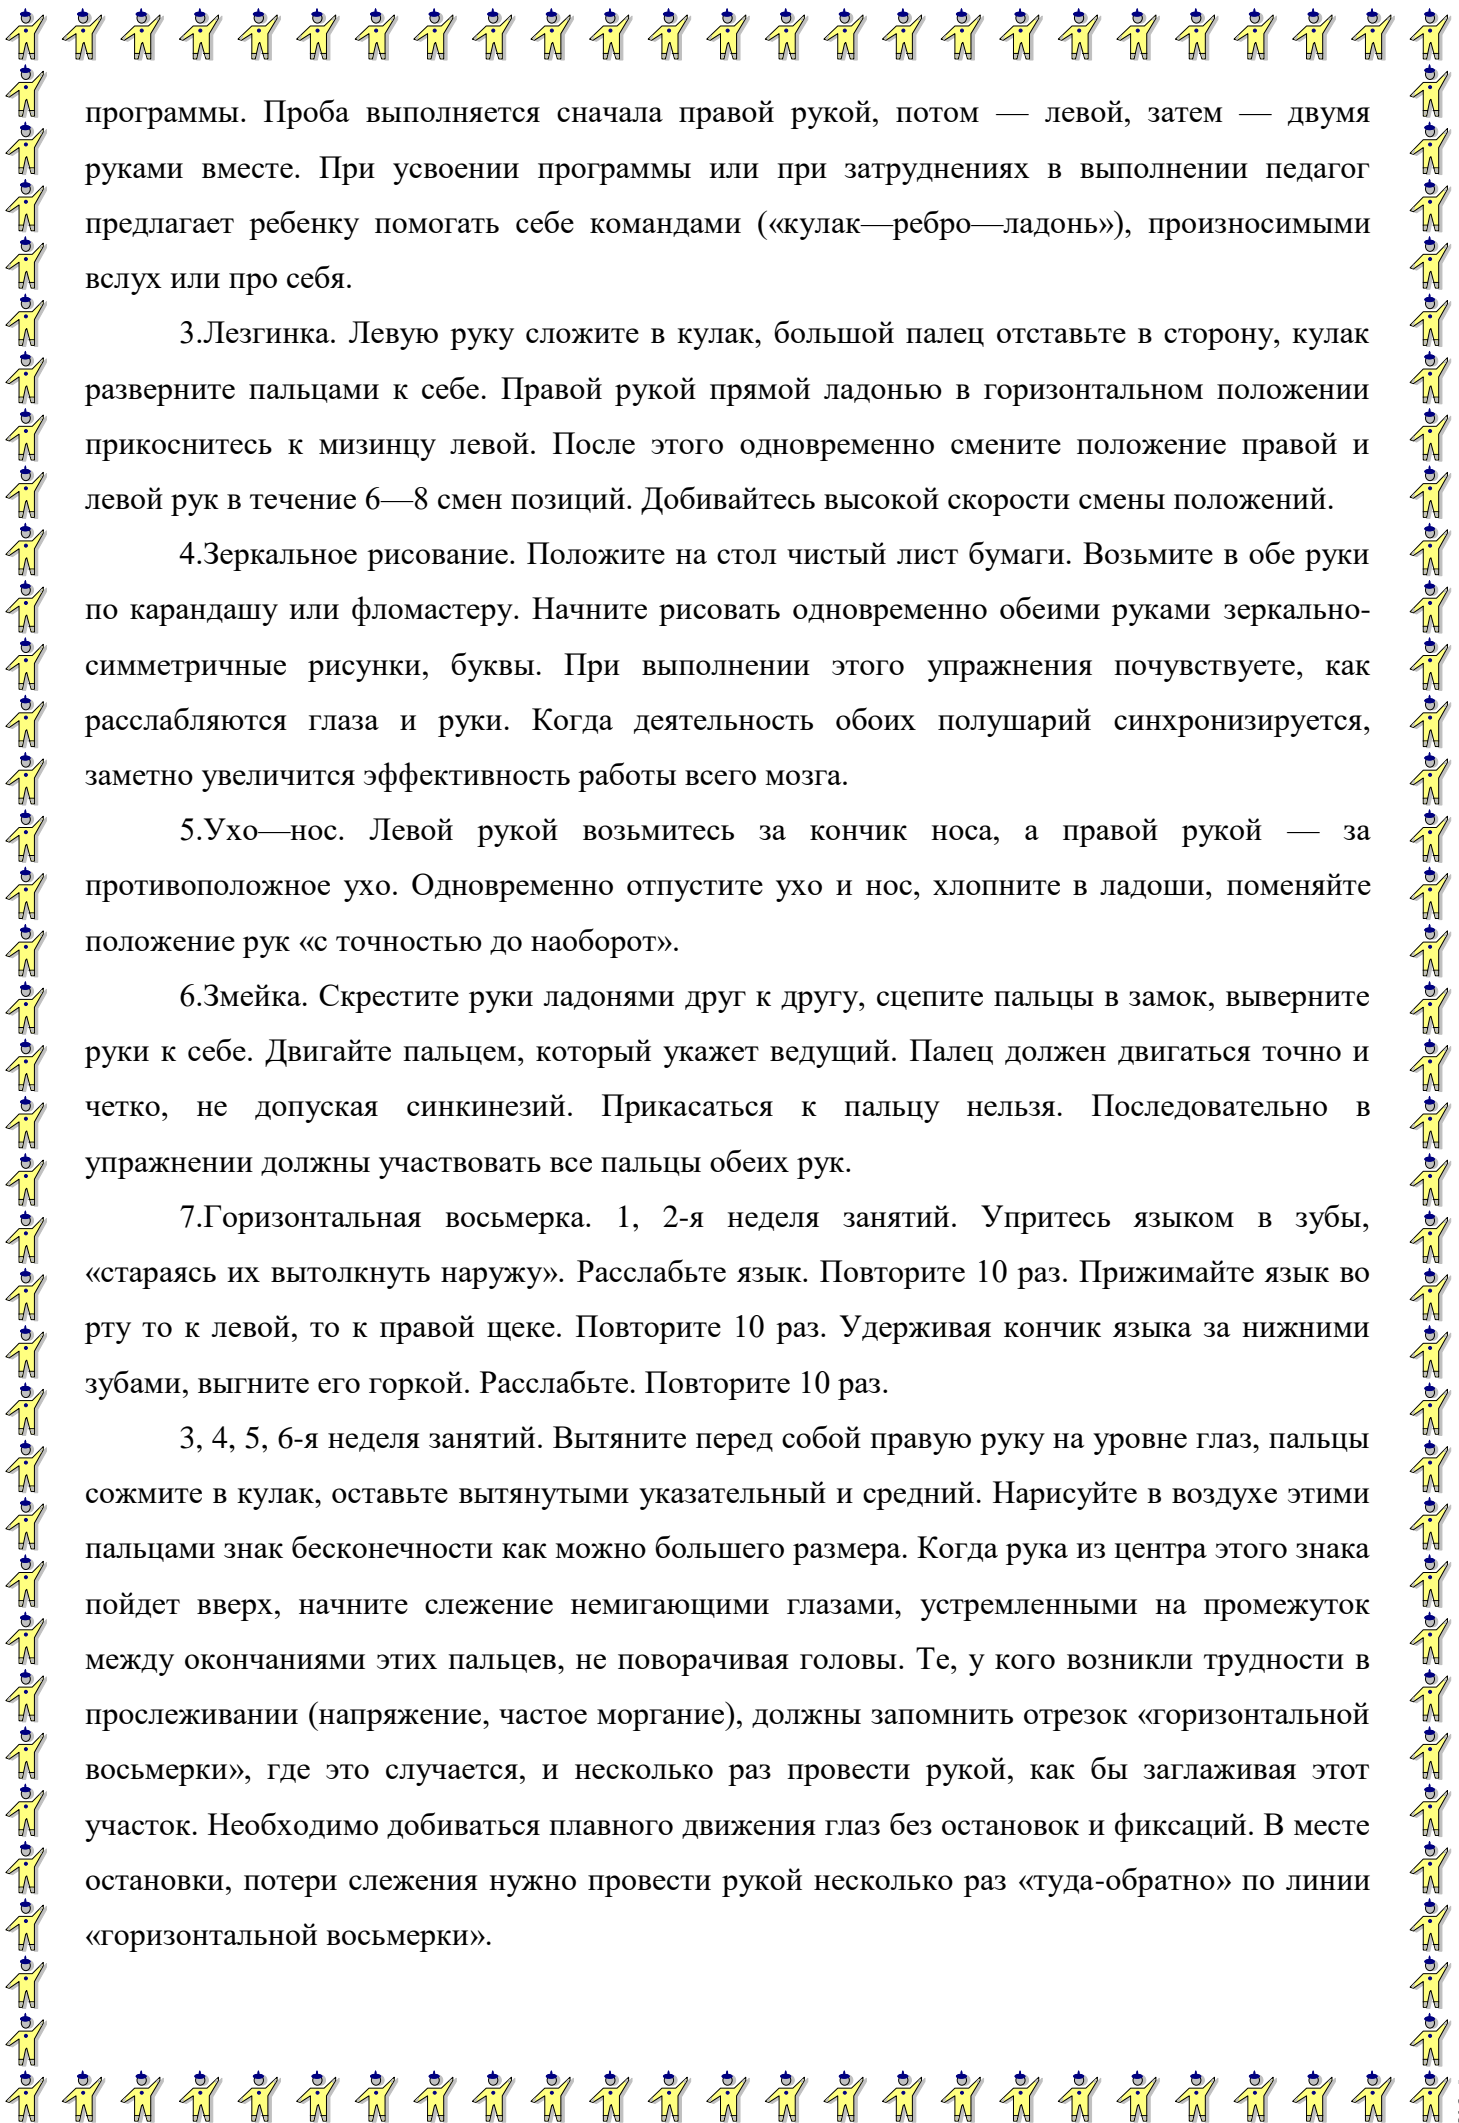 программы. Проба выполняется сначала правой рукой, потом — левой, затем — двумя
руками вместе. При усвоении программы или при затруднениях в выполнении педагог
предлагает ребенку помогать себе командами («кулак—ребро—ладонь»), произносимыми
вслух или про себя.
3.Лезгинка. Левую руку сложите в кулак, большой палец отставьте в сторону, кулак
разверните пальцами к себе. Правой рукой прямой ладонью в горизонтальном положении
прикоснитесь к мизинцу левой. После этого одновременно смените положение правой и
левой рук в течение 6—8 смен позиций. Добивайтесь высокой скорости смены положений.
4.Зеркальное рисование. Положите на стол чистый лист бумаги. Возьмите в обе руки
по карандашу или фломастеру. Начните рисовать одновременно обеими руками зеркально-
симметричные рисунки, буквы. При выполнении этого упражнения почувствуете, как
расслабляются глаза и руки. Когда деятельность обоих полушарий синхронизируется,
заметно увеличится эффективность работы всего мозга.
5.Ухо—нос. Левой рукой возьмитесь за кончик носа, а правой рукой — за
противоположное ухо. Одновременно отпустите ухо и нос, хлопните в ладоши, поменяйте
положение рук «с точностью до наоборот».
6.Змейка. Скрестите руки ладонями друг к другу, сцепите пальцы в замок, выверните
руки к себе. Двигайте пальцем, который укажет ведущий. Палец должен двигаться точно и
четко, не допуская синкинезий. Прикасаться к пальцу нельзя. Последовательно в
упражнении должны участвовать все пальцы обеих рук.
7.Горизонтальная восьмерка. 1, 2-я неделя занятий. Упритесь языком в зубы,
«стараясь их вытолкнуть наружу». Расслабьте язык. Повторите 10 раз. Прижимайте язык во
рту то к левой, то к правой щеке. Повторите 10 раз. Удерживая кончик языка за нижними
зубами, выгните его горкой. Расслабьте. Повторите 10 раз.
3, 4, 5, 6-я неделя занятий. Вытяните перед собой правую руку на уровне глаз, пальцы
сожмите в кулак, оставьте вытянутыми указательный и средний. Нарисуйте в воздухе этими
пальцами знак бесконечности как можно большего размера. Когда рука из центра этого знака
пойдет вверх, начните слежение немигающими глазами, устремленными на промежуток
между окончаниями этих пальцев, не поворачивая головы. Те, у кого возникли трудности в
прослеживании (напряжение, частое моргание), должны запомнить отрезок «горизонтальной
восьмерки», где это случается, и несколько раз провести рукой, как бы заглаживая этот
участок. Необходимо добиваться плавного движения глаз без остановок и фиксаций. В месте
остановки, потери слежения нужно провести рукой несколько раз «туда-обратно» по линии
«горизонтальной восьмерки».